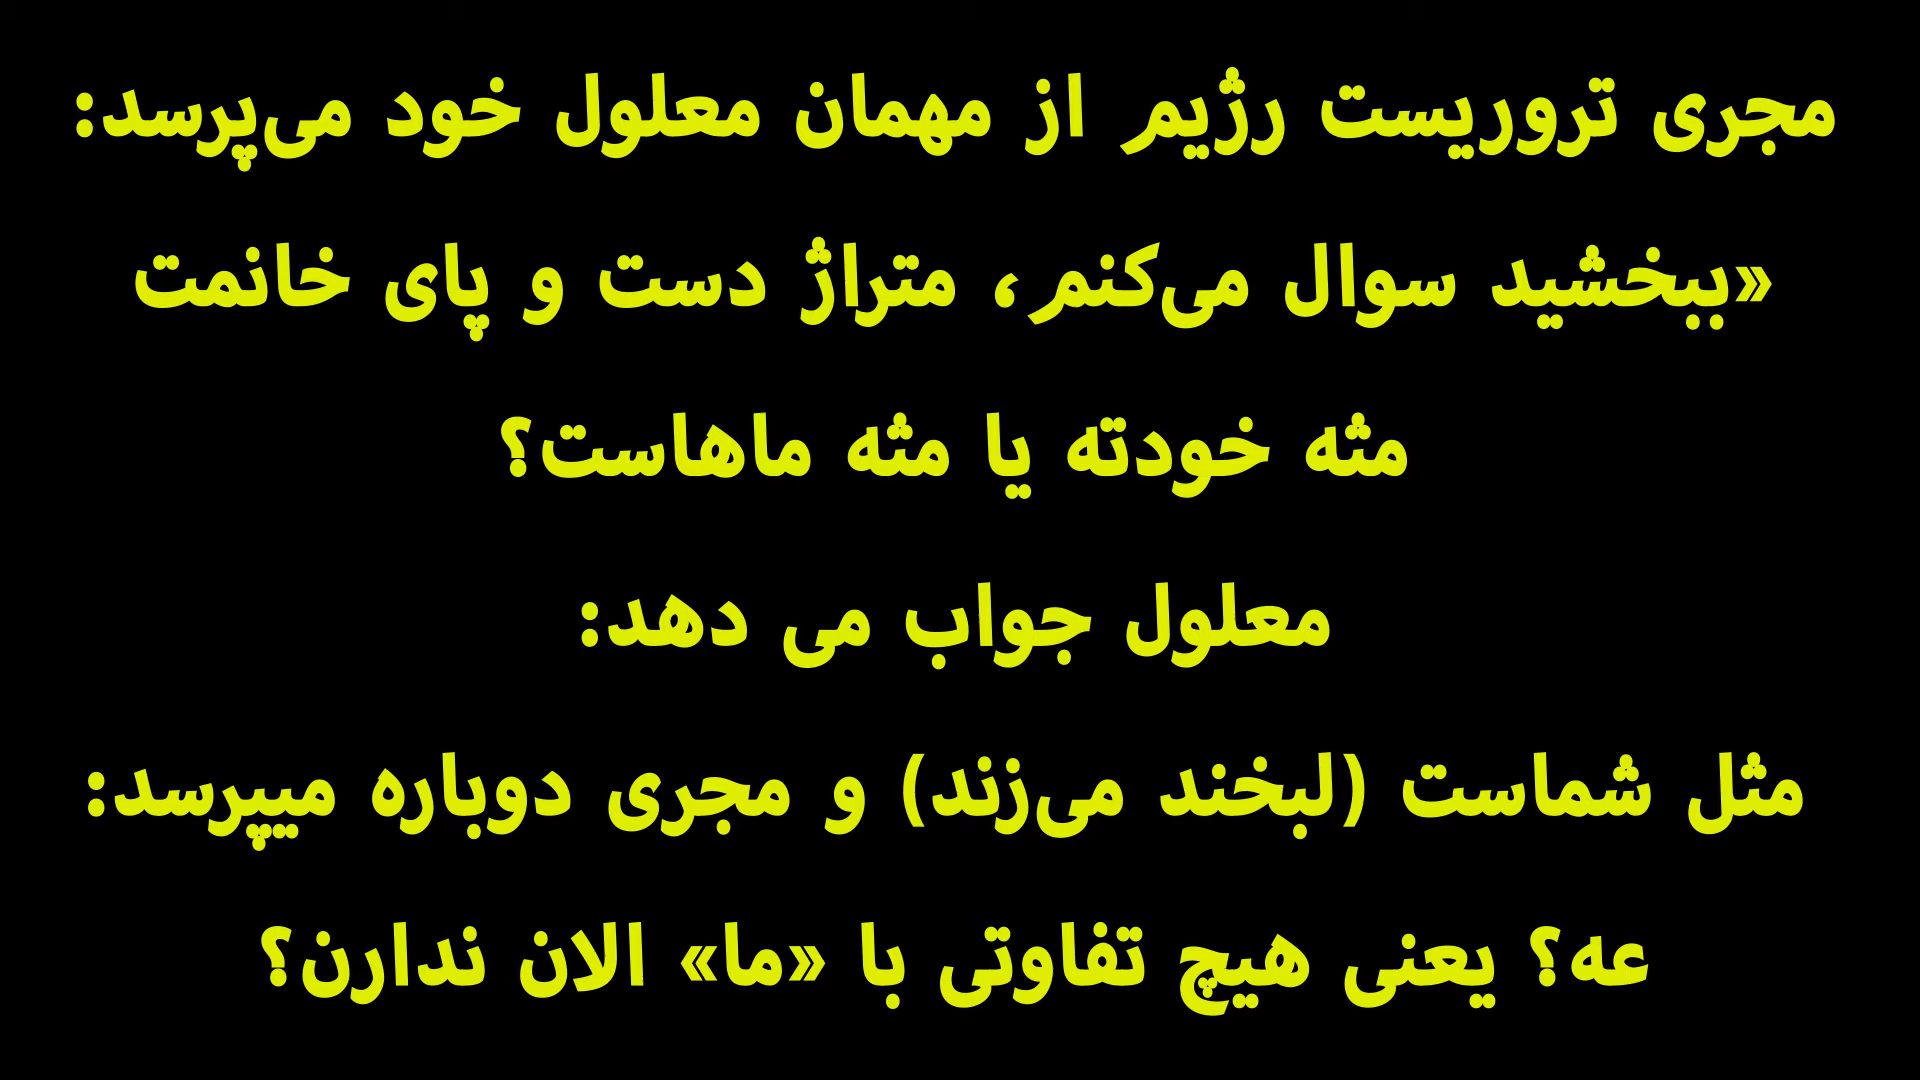 مجری تروریست رژیم از مهمان معلول خود می‌پرسد:
«ببخشید سوال می‌کنم، متراژ دست و پای خانمت
مثه خودته یا مثه ماهاست؟
معلول جواب می دهد:
مثل شماست (لبخند می‌زند) و مجری دوباره میپرسد:
عه؟ یعنی هیچ تفاوتی با «ما» الان ندارن؟